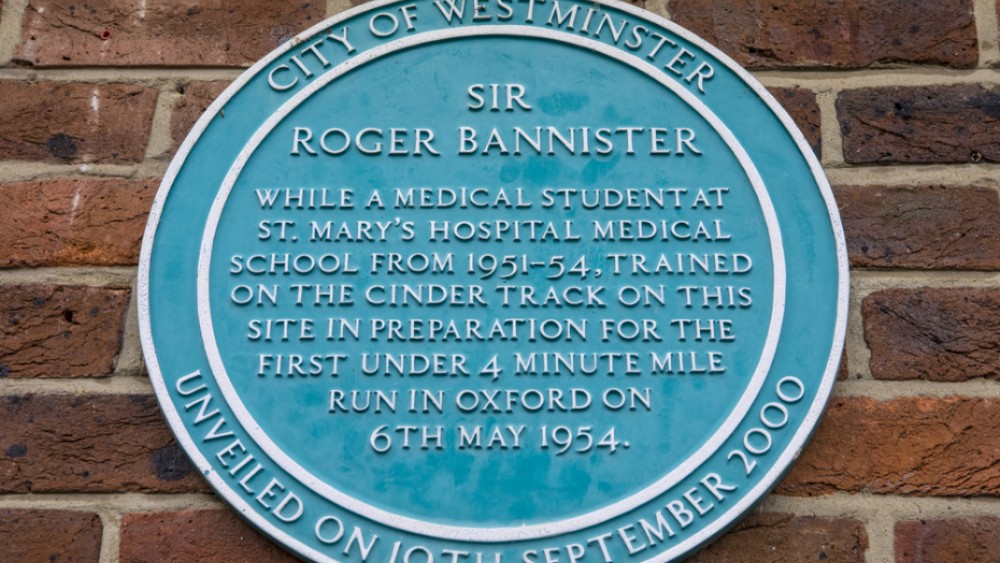 CITY OF WESTMINSTER
SIR
ROGER BANNISTER
WHILE A MEDICAL STUDENT AT
ST. MARY'S HOSPITAL MEDICAL
SCHOOL FROM 1951-54, TRAINED
ON THE CINDER TRACK ON THIS
SITE IN PREPARATION FOR THE
FIRST UNDER 4 MINUTE MILE
RUN IN OXFORD ON
6TH MAY 1954.
UNVEILED ON 10TH SEPTEMBER 2000